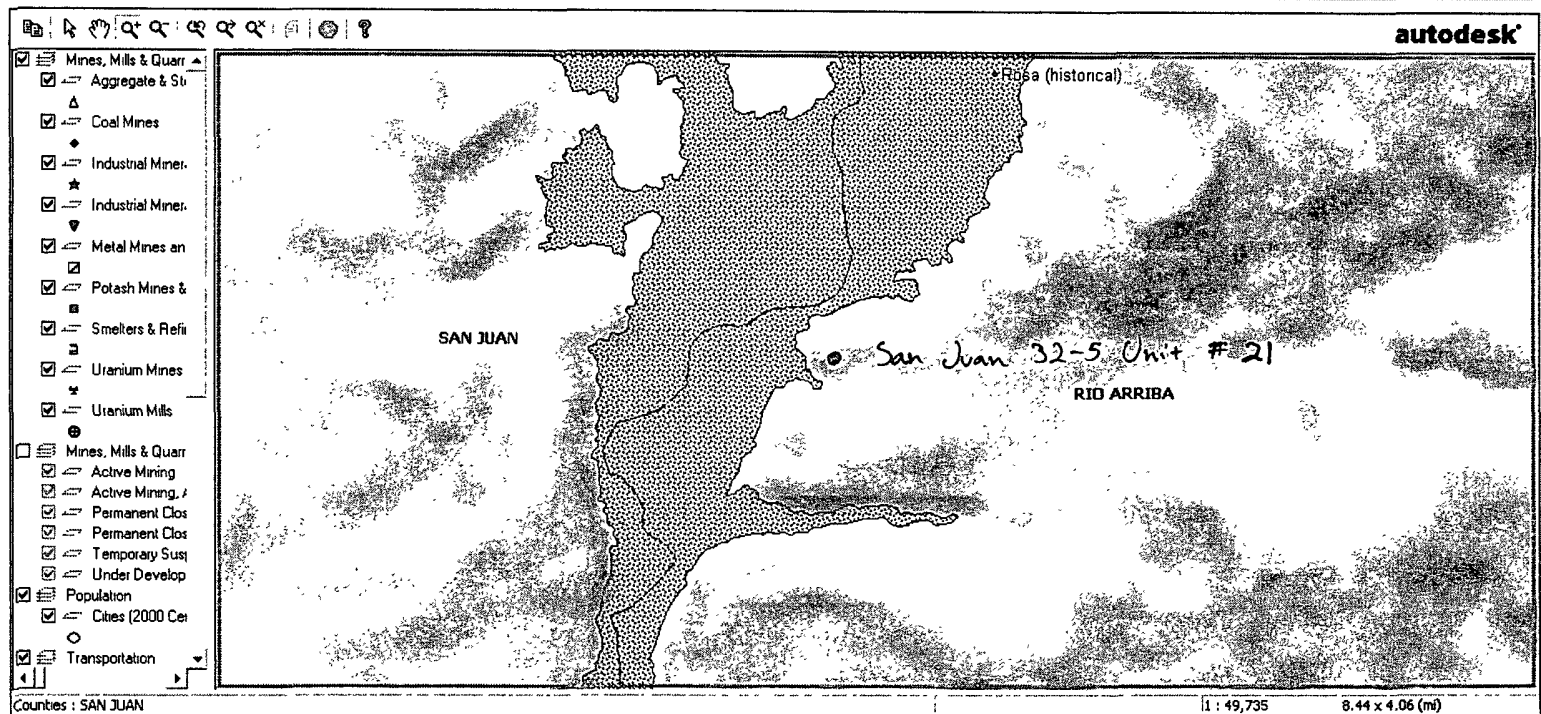 autodesk
Mines, Mills & Quarr
Aggregate & St
Coal Mines
Industrial Miner
Industrial Miner
Metal Mines an
Potash Mines &
Smelters & Refi
Uranium Mines
Uranium Mills
Mines, Mills & Quarr
Active Mining
Active Mining, A
Permanent Clos
Permanent Clos
Temporary Susp
Under Develop
Population
Cities (2000 Cen
Transportation
Rosa (historical)
SAN JUAN
San Juan 32-5 Unit # 21
RIO ARRIBA
Counties : SAN JUAN
1 : 49,735
8.44 x 4.06 (mi)